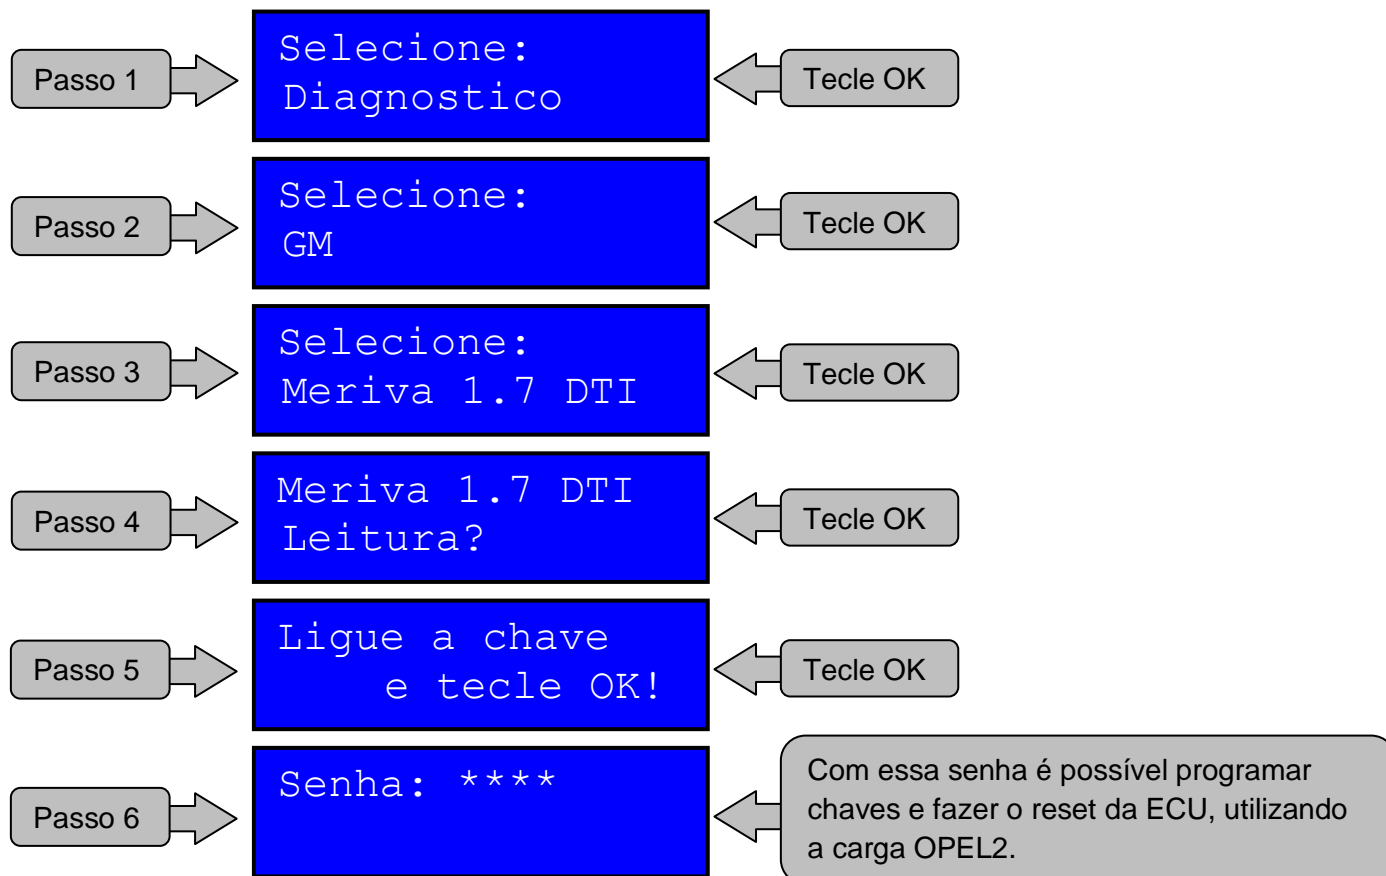 Passo 1
Selecione:
Diagnostico
Tecle OK
Passo 2
Selecione:
GM
Tecle OK
Passo 3
Selecione:
Meriva 1.7 DTI
Tecle OK
Passo 4
Meriva 1.7 DTI
Leitura?
Tecle OK
Passo 5
Ligue a chave
e tecle OK!
Tecle OK
Passo 6
Senha: ****
Com essa senha é possível programar
chaves e fazer o reset da ECU, utilizando
a carga OPEL2.